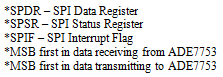 *SPDR – SPI Data Register
*SPSR – SPI Status Register
*SPIF – SPI Interrupt Flag
*MSB first in data receiving from ADE7753
*MSB first in data transmitting to ADE7753